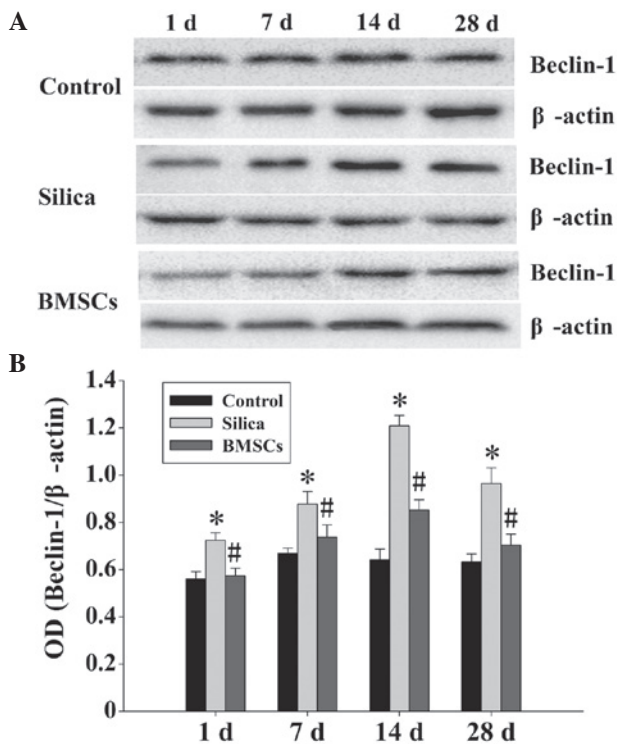 A
1 d 7 d 14 d 28 d
Control
Beclin-1
β -actin
Silica
Beclin-1
β -actin
BMSCs
Beclin-1
β -actin
B
OD (Beclin-1/β -actin)
1.4
1.2
1.0
0.8
0.6
0.4
0.2
0
Control
Silica
BMSCs
* #
* #
* #
* #
1 d 7 d 14 d 28 d